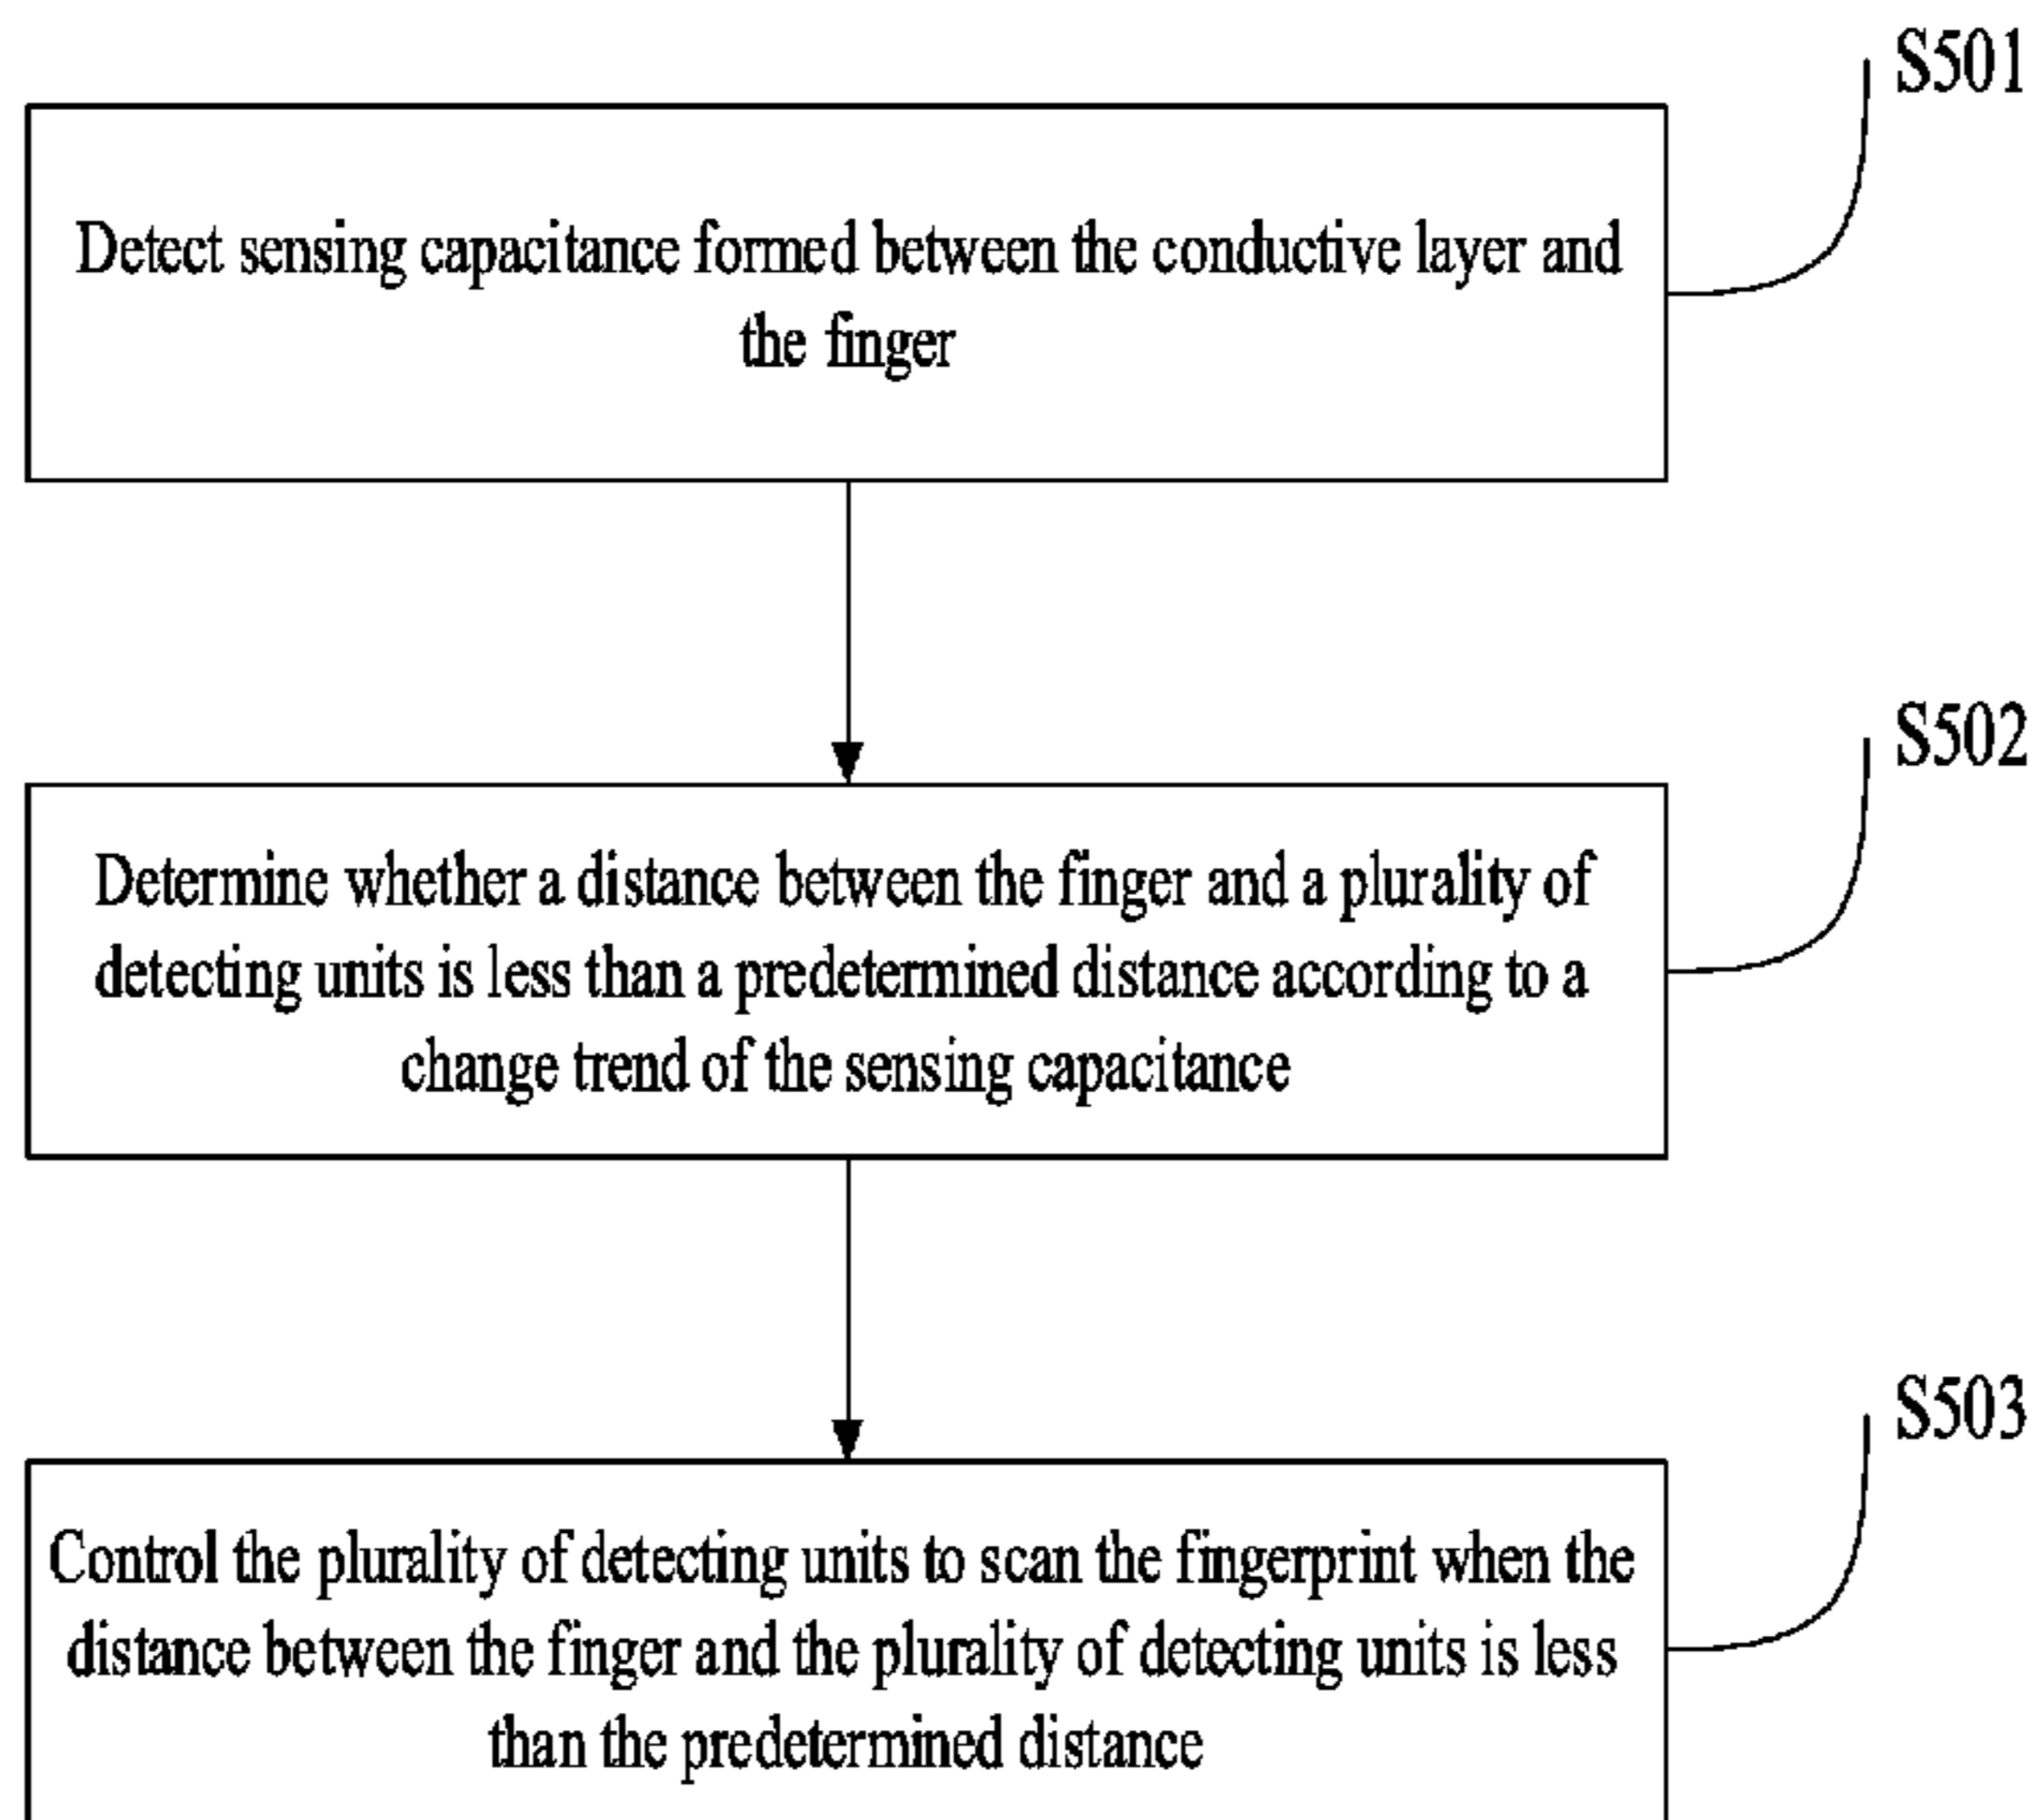 S501
Detect sensing capacitance formed between the conductive layer and
the finger
S502
Determine whether a distance between the finger and a plurality of
detecting units is less than a predetermined distance according to a
change trend of the sensing capacitance
S503
Control the plurality of detecting units to scan the fingerprint when the
distance between the finger and the plurality of detecting units is less
than the predetermined distance